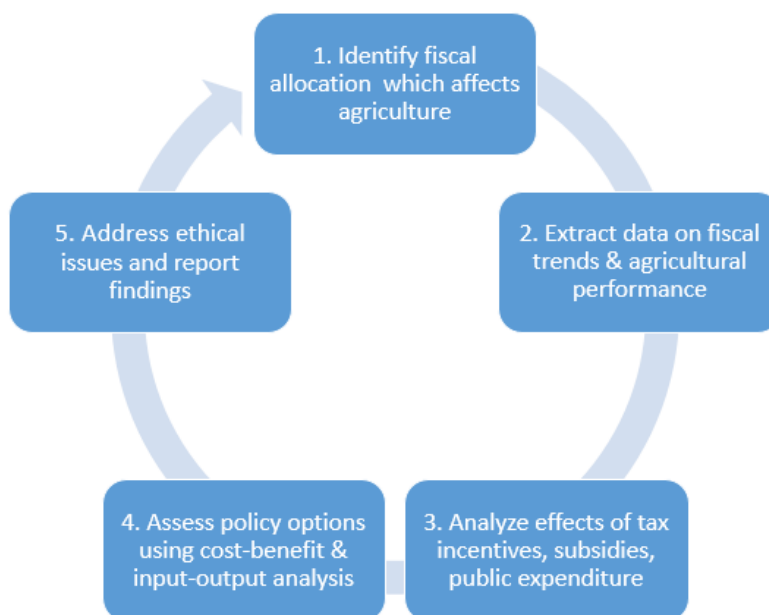 1. Identify fiscal
allocation which affects
agriculture
2. Extract data on fiscal
trends & agricultural
performance
3. Analyze effects of tax
incentives, subsidies,
public expenditure
4. Assess policy options
using cost-benefit &
input-output analysis
5. Address ethical
issues and report
findings